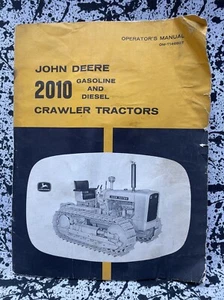 OPERATOR'S MANUAL
JOHN DEERE
2010 GASOLINE AND DIESEL
CRAWLER TRACTORS